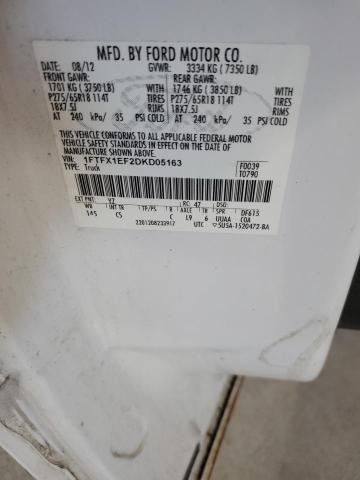 MFD. BY FORD MOTOR CO.
DATE: 08/12 GVWR: 3334 KG ( 7350 LB)
FRONT GAWR: REAR GAWR:
1701 KG ( 3750 LB) 1746 KG ( 3850 LB)
P275/65R18 114T TIRES P275/65R18 114T TIRES
18X7.5J RIMS 18X7.5J RIMS
AT 240 kPa/ 35 PSI COLD AT 240 kPa/ 35 PSI COLD
THIS VEHICLE CONFORMS TO ALL APPLICABLE FEDERAL MOTOR
VEHICLE SAFETY STANDARDS IN EFFECT ON THE DATE OF
MANUFACTURE SHOWN ABOVE.
VIN: 1FTFX1EF2DKD05163 F0039
TYPE: Truck T0790
EXT PNT: YZ RC: 47 DSO:
WB INT TR TP/PS R AXLE TR SPR DF615
145 CS C L9 6 UUAA COA
2201208233917 UTC 5U5A-1520472-BA